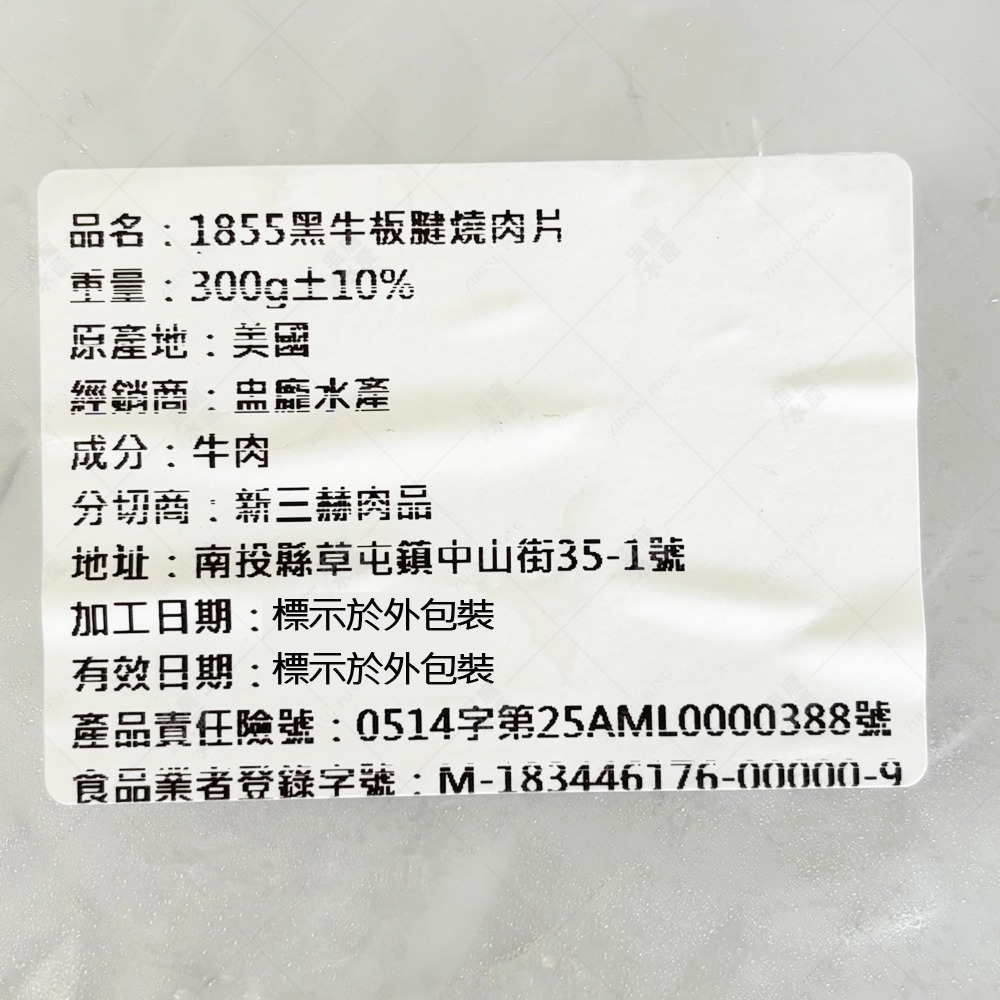 品名：1855黑牛板腱燒肉片
重量：300g±10%
原產地：美國
經銷商：盅龐水產
成分：牛肉
分切商：新三赫肉品
地址：南投縣草屯鎮中山街35-1號
加工日期：標示於外包裝
有效日期：標示於外包裝
產品責任險號：0514字第25AML0000388號
食品業者登錄字號：M-183446176-00000-9